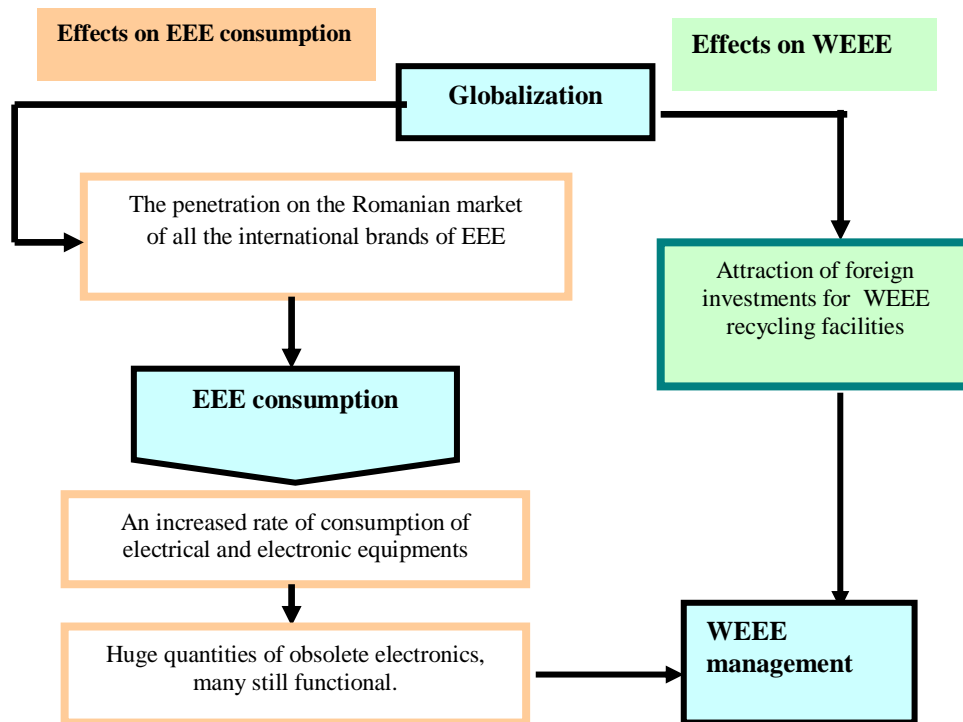 Effects on EEE consumption
Effects on WEEE
Globalization
The penetration on the Romanian market
of all the international brands of EEE
Attraction of foreign
investments for WEEE
recycling facilities
EEE consumption
An increased rate of consumption of
electrical and electronic equipments
Huge quantities of obsolete electronics,
many still functional.
WEEE
management